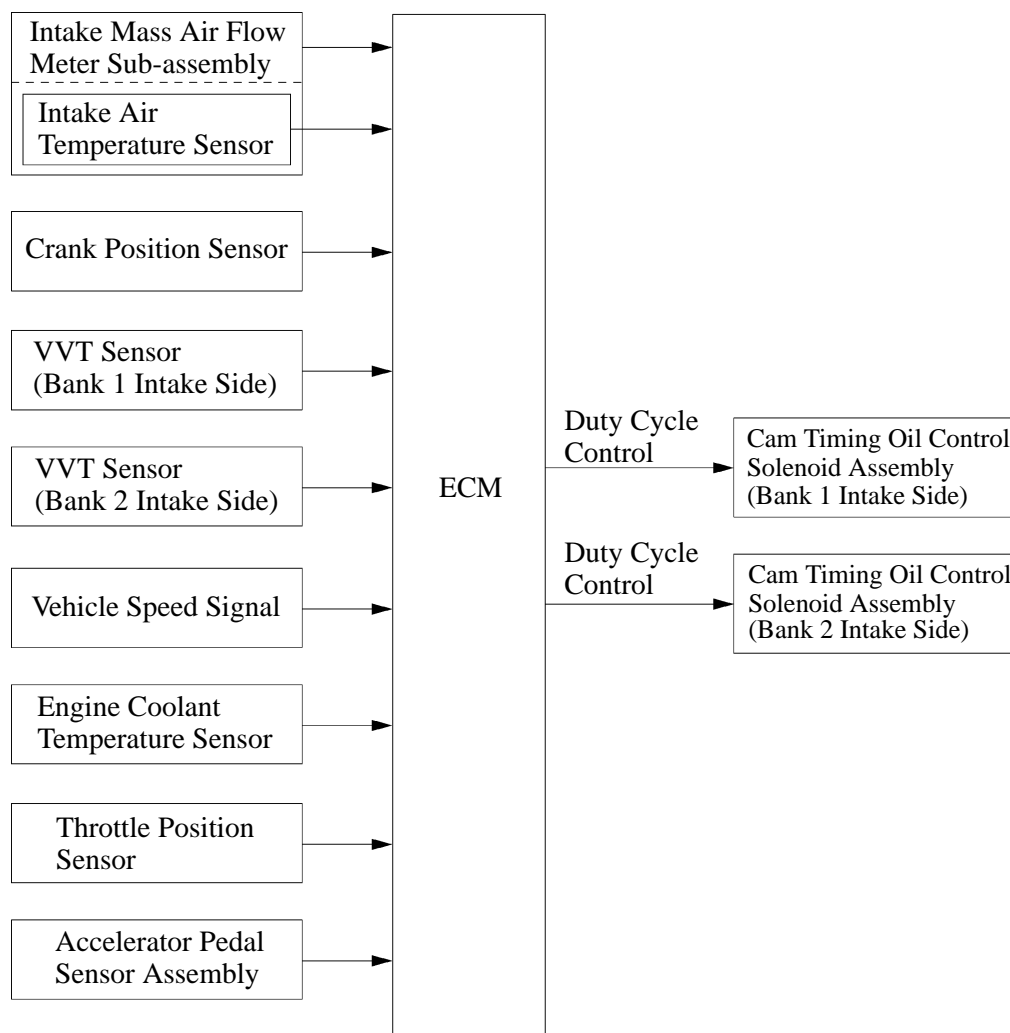 Intake Mass Air Flow
Meter Sub-assembly
Intake Air
Temperature Sensor
Crank Position Sensor
VVT Sensor
(Bank 1 Intake Side)
VVT Sensor
(Bank 2 Intake Side)
Vehicle Speed Signal
Engine Coolant
Temperature Sensor
Throttle Position
Sensor
Accelerator Pedal
Sensor Assembly
ECM
Duty Cycle
Control
Cam Timing Oil Control
Solenoid Assembly
(Bank 1 Intake Side)
Duty Cycle
Control
Cam Timing Oil Control
Solenoid Assembly
(Bank 2 Intake Side)